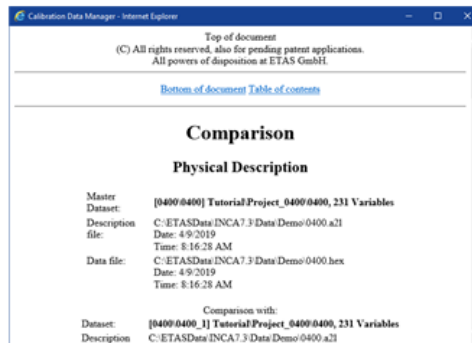 Calibration Data Manager - Internet Explorer
Top of document
(C) All rights reserved, also for pending patent applications.
All powers of disposition at ETAS GmbH.
Bottom of document Table of contents
Comparison
Physical Description
Master Dataset: [0400\0400] Tutorial\Project_0400\0400, 231 Variables
Description file: C:\ETASData\INCA7.3\Data\Demo\0400.a2l
Date: 4/9/2019
Time: 8:16:28 AM
Data file: C:\ETASData\INCA7.3\Data\Demo\0400.hex
Date: 4/9/2019
Time: 8:16:28 AM
Comparison with:
Dataset: [0400\0400_1] Tutorial\Project_0400\0400, 231 Variables
Description C:\ETASData\INCA7.3\Data\Demo\0400.a2l